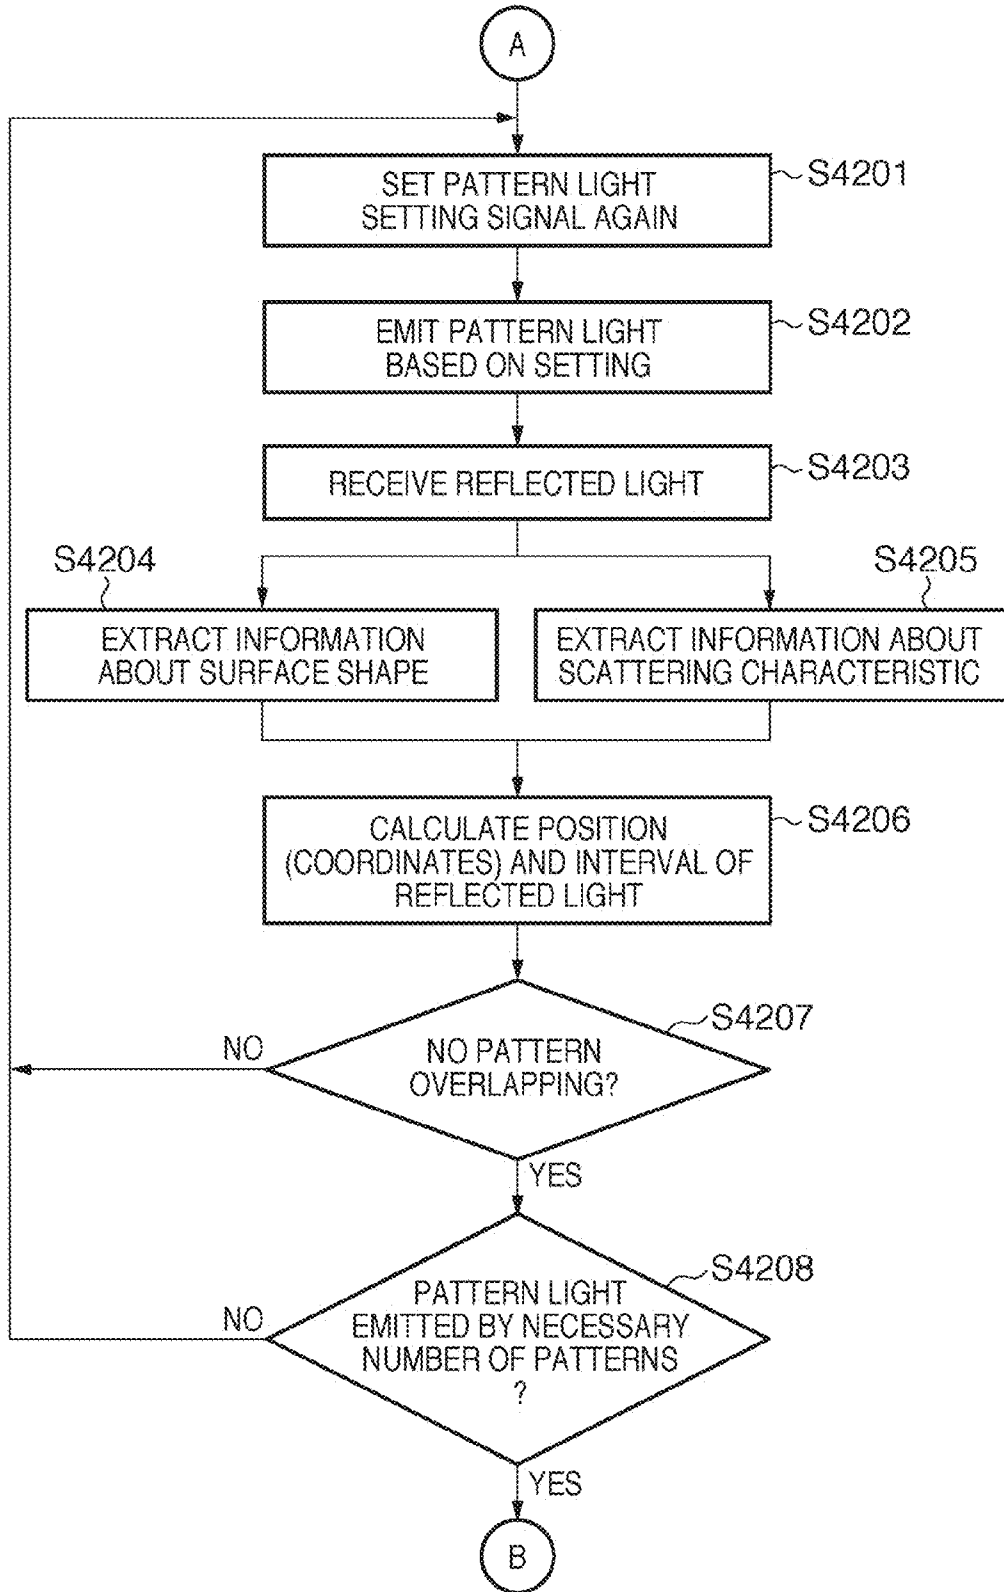 A
SET PATTERN LIGHT
SETTING SIGNAL AGAIN
S4201
EMIT PATTERN LIGHT
BASED ON SETTING
S4202
RECEIVE REFLECTED LIGHT
S4203
S4204
EXTRACT INFORMATION
ABOUT SURFACE SHAPE
S4205
EXTRACT INFORMATION ABOUT
SCATTERING CHARACTERISTIC
CALCULATE POSITION
(COORDINATES) AND INTERVAL OF
REFLECTED LIGHT
S4206
S4207
NO PATTERN
OVERLAPPING?
NO
YES
S4208
PATTERN LIGHT
EMITTED BY NECESSARY
NUMBER OF PATTERNS
?
NO
YES
B